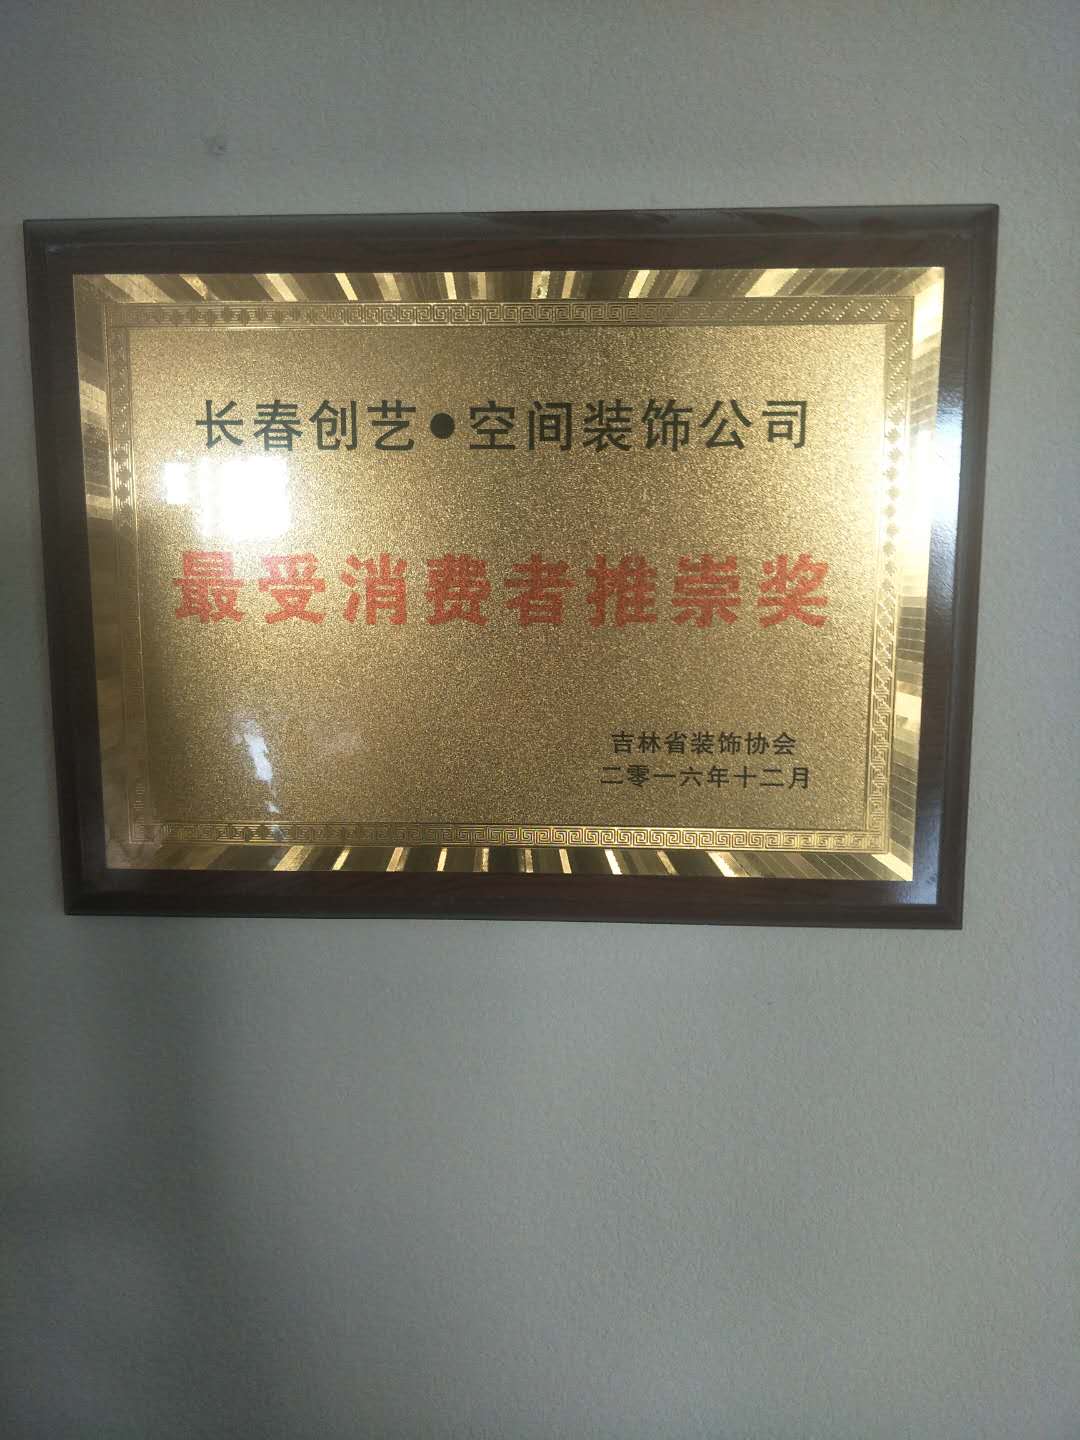 长春创艺●空间装饰公司
最受消费者推崇奖
吉林省装饰协会
二零一六年十二月